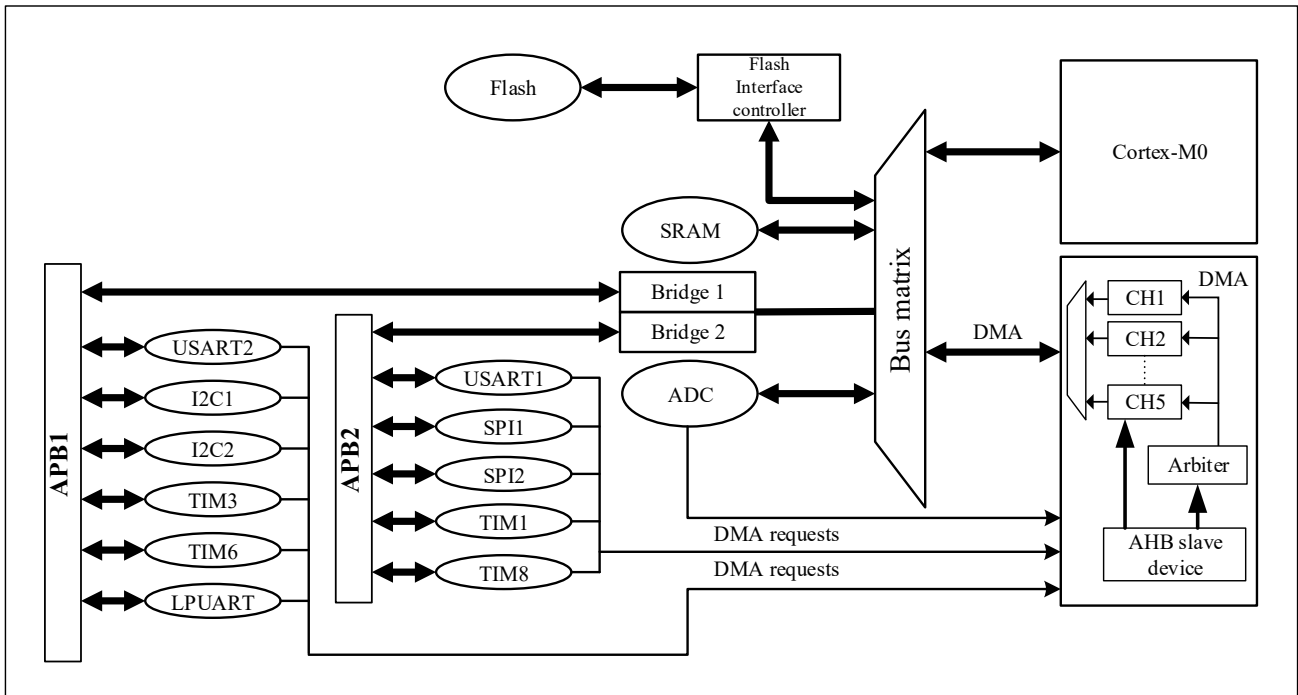 Flash
Flash
Interface
controller
Cortex-M0
SRAM
Bus matrix
DMA
CH1
CH2
CH5
Arbiter
AHB slave
device
DMA
Bridge 1
Bridge 2
ADC
APB1
USART2
I2C1
I2C2
TIM3
TIM6
LPUART
APB2
USART1
SPI1
SPI2
TIM1
TIM8
DMA requests
DMA requests